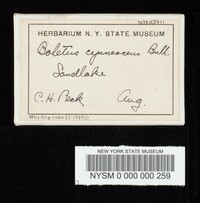 HERBARIUM N. Y. STATE MUSEUM
Boletus cyanescens Bull.
Sandlake
C. H. Peck Aug.
NEW YORK STATE MUSEUM
NYSM 0 000 000 259